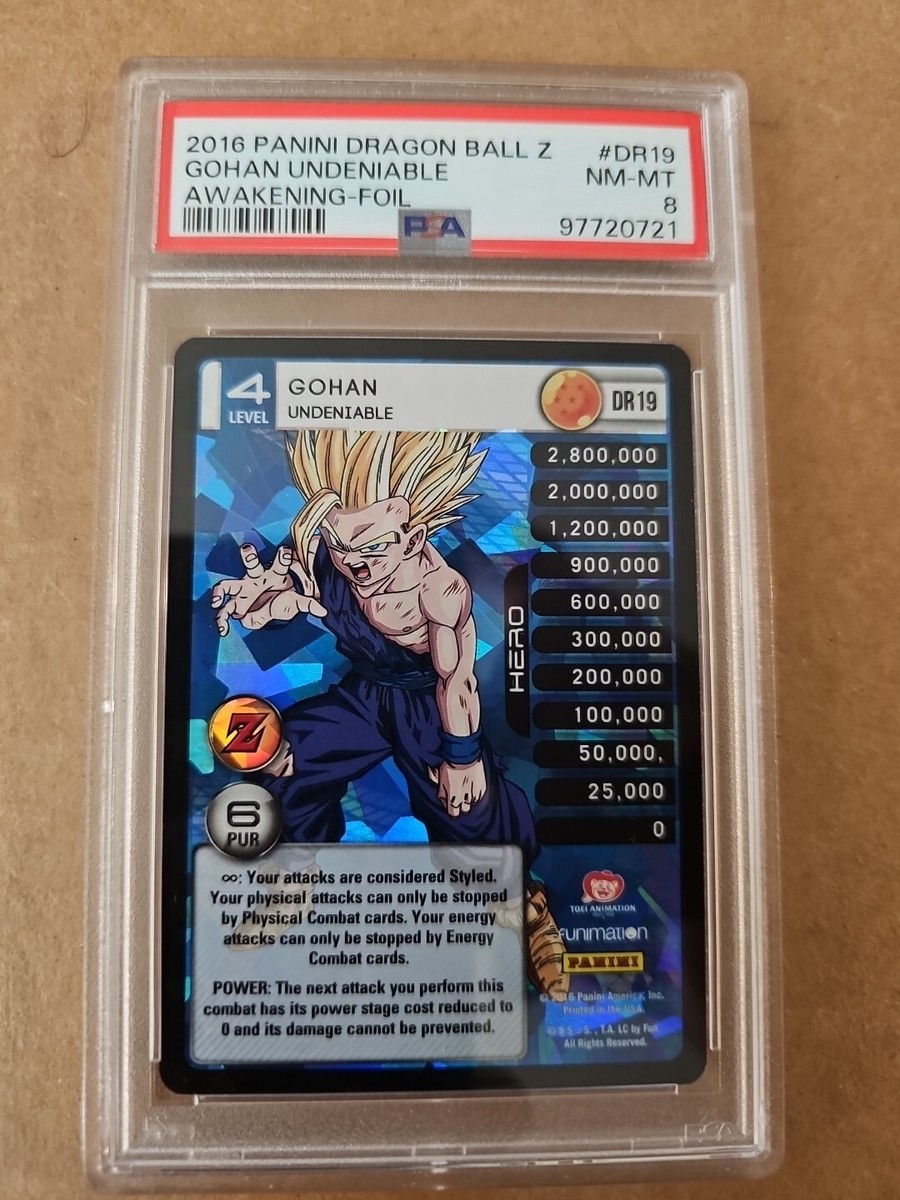 2016 PANINI DRAGON BALL Z #DR19
GOHAN UNDENIABLE NM-MT
AWAKENING-FOIL 8
PSA 97720721
4 GOHAN DR19
LEVEL UNDENIABLE
2,800,000
2,000,000
1,200,000
900,000
600,000
300,000
200,000
100,000
50,000,
25,000
0
HERO
Z
6
PUR
∞: Your attacks are considered Styled.
Your physical attacks can only be stopped
by Physical Combat cards. Your energy
attacks can only be stopped by Energy
Combat cards.
POWER: The next attack you perform this
combat has its power stage cost reduced to
0 and its damage cannot be prevented.
TOEI ANIMATION
FUNIMATION
PANINI
© 2016 Panini America, Inc.
Printed in the USA.
© B.S./S., T.A. LC by Fun.
All Rights Reserved.
PSA